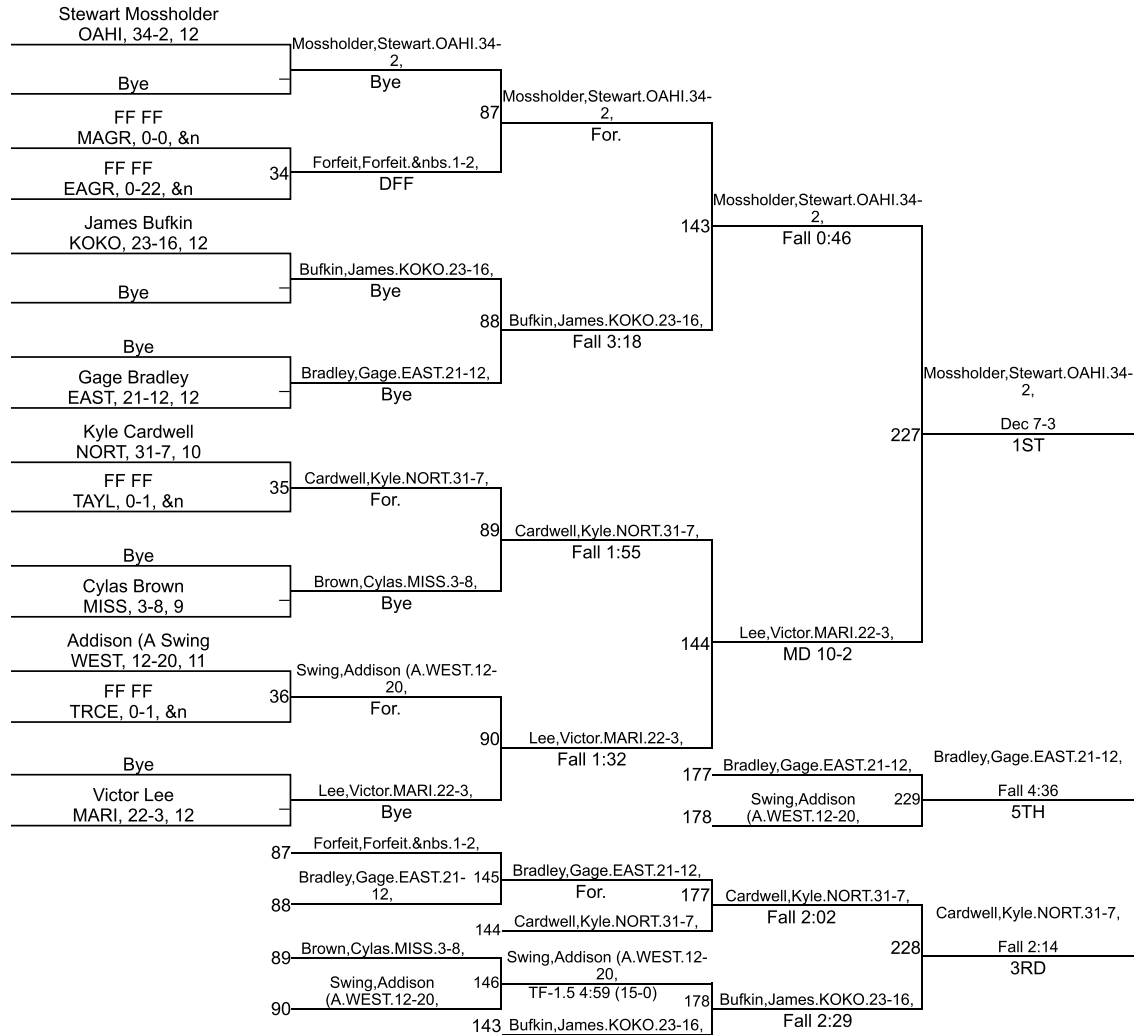 Stewart Mossholder
OAHI, 34-2, 12
Bye
Mossholder,Stewart.OAHI.34-
2,
Bye
FF FF
MAGR, 0-0, &n
FF FF
EAGR, 0-22, &n
34
Forfeit,Forfeit.&nbs.1-2,
DFF
87
Mossholder,Stewart.OAHI.34-
2,
For.
James Bufkin
KOKO, 23-16, 12
Bye
Bufkin,James.KOKO.23-16,
Bye
Bye
Gage Bradley
EAST, 21-12, 12
Bradley,Gage.EAST.21-12,
Bye
88
Bufkin,James.KOKO.23-16,
Fall 3:18
143
Mossholder,Stewart.OAHI.34-
2,
Fall 0:46
Kyle Cardwell
NORT, 31-7, 10
FF FF
TAYL, 0-1, &n
35
Cardwell,Kyle.NORT.31-7,
For.
Bye
Cylas Brown
MISS, 3-8, 9
Brown,Cylas.MISS.3-8,
Bye
89
Cardwell,Kyle.NORT.31-7,
Fall 1:55
Addison (A Swing
WEST, 12-20, 11
FF FF
TRCE, 0-1, &n
36
Swing,Addison (A.WEST.12-
20,
For.
Bye
Victor Lee
MARI, 22-3, 12
Lee,Victor.MARI.22-3,
Bye
90
Lee,Victor.MARI.22-3,
Fall 1:32
144
Lee,Victor.MARI.22-3,
MD 10-2
227
Mossholder,Stewart.OAHI.34-
2,
Dec 7-3
1ST
177
Bradley,Gage.EAST.21-12,
178
Swing,Addison
(A.WEST.12-20,
229
Bradley,Gage.EAST.21-12,
Fall 4:36
5TH
87
Forfeit,Forfeit.&nbs.1-2,
88
Bradley,Gage.EAST.21-
12,
145
Bradley,Gage.EAST.21-12,
For.
144
Cardwell,Kyle.NORT.31-7,
177
Cardwell,Kyle.NORT.31-7,
Fall 2:02
89
Brown,Cylas.MISS.3-8,
90
Swing,Addison
(A.WEST.12-20,
146
Swing,Addison (A.WEST.12-
20,
TF-1.5 4:59 (15-0)
143
Bufkin,James.KOKO.23-16,
178
Bufkin,James.KOKO.23-16,
Fall 2:29
228
Cardwell,Kyle.NORT.31-7,
Fall 2:14
3RD